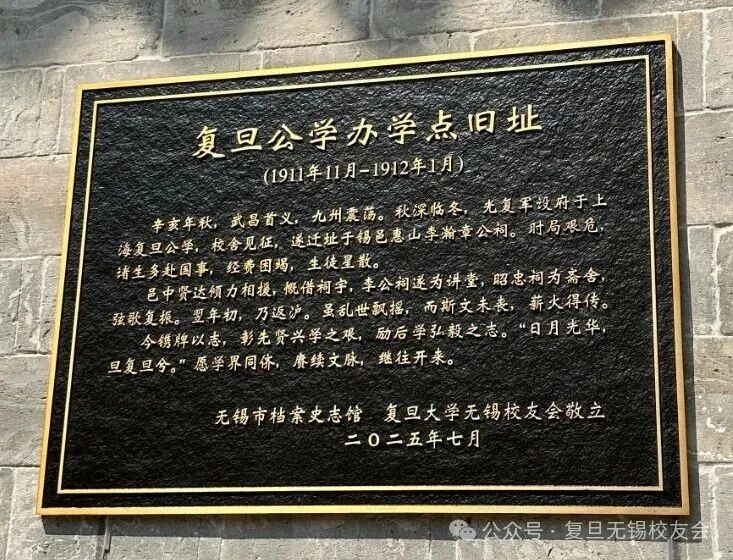 复旦公学办学点旧址
(1911年11月-1912年1月)
辛亥年秋，武昌首义，九州震荡。秋深临冬，光复军设府于上
海复旦公学，校舍见征，遂迁址于锡邑惠山李瀚章公祠。时局艰危，
诸生多赴国事，经费困竭，生徒星散。
邑中贤达倾力相援，慨借祠宇，李公祠遂为讲堂，昭忠祠为斋舍，
弦歌复振。翌年初，乃返沪。虽乱世飘摇，而斯文未丧，薪火得传。
今镌牌以志，彰先贤兴学之艰，励后学弘毅之志。“日月光华，
旦复旦兮。”愿学界同侪，赓续文脉，继往开来。
无锡市档案史志馆 复旦大学无锡校友会敬立
二〇二五年七月
公众号·复旦无锡校友会